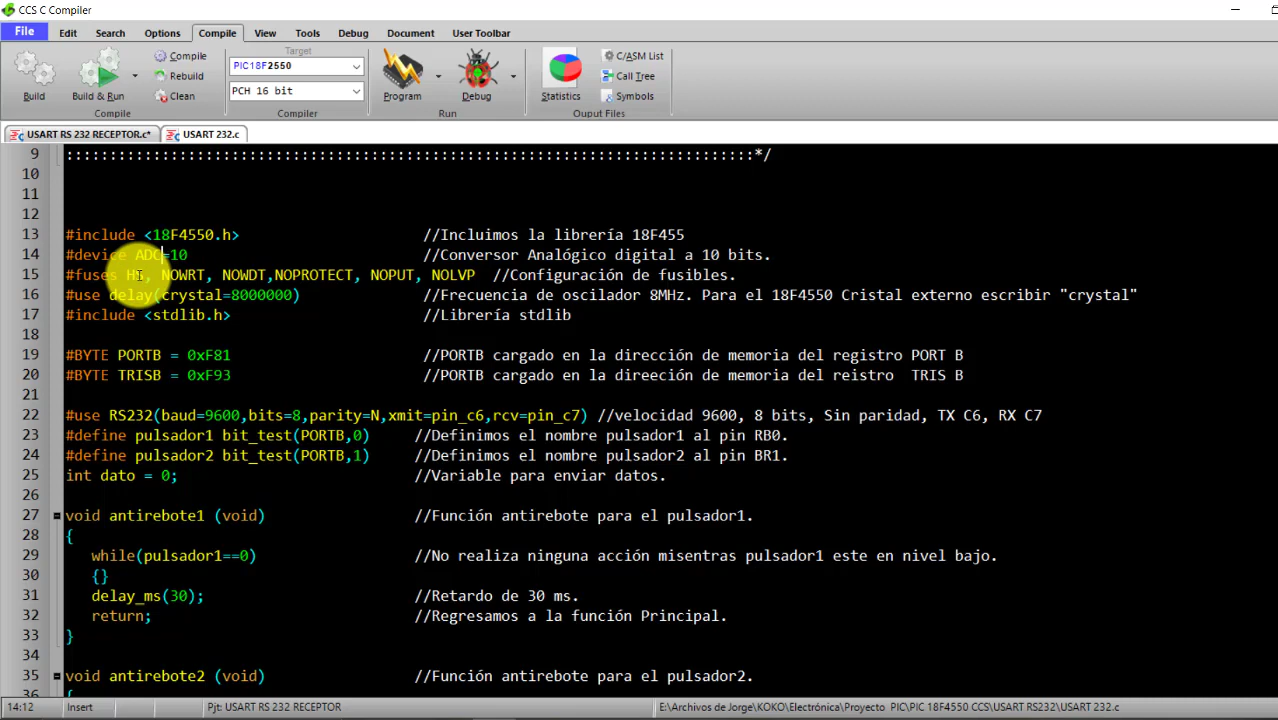 CCS C Compiler
File Edit Search Options Compile View Tools Debug Document User Toolbar
Build
Build & Run
Compile
Rebuild
Clean
Compile
Target
PIC18F2550
PCH 16 bit
Compiler
Program
Debug
Run
Statistics
C/ASM List
Call Tree
Symbols
Ouput Files
USART RS 232 RECEPTOR.c* USART 232.c
9 :::::::::::::::::::::::::::::::::::::::::::::::::::::::::::::::::::::::::::::::*/
10
11
12
13 #include <18F4550.h> //Incluimos la librería 18F455
14 #device ADC=10 //Conversor Analógico digital a 10 bits.
15 #fuses HI, NOWRT, NOWDT,NOPROTECT, NOPUT, NOLVP //Configuración de fusibles.
16 #use delay(crystal=8000000) //Frecuencia de oscilador 8MHz. Para el 18F4550 Cristal externo escribir "crystal"
17 #include <stdlib.h> //Librería stdlib
18
19 #BYTE PORTB = 0xF81 //PORTB cargado en la dirección de memoria del registro PORT B
20 #BYTE TRISB = 0xF93 //PORTB cargado en la direeción de memoria del reistro  TRIS B
21
22 #use RS232(baud=9600,bits=8,parity=N,xmit=pin_c6,rcv=pin_c7) //velocidad 9600, 8 bits, Sin paridad, TX C6, RX C7
23 #define pulsador1 bit_test(PORTB,0) //Definimos el nombre pulsador1 al pin RB0.
24 #define pulsador2 bit_test(PORTB,1) //Definimos el nombre pulsador2 al pin BR1.
25 int dato = 0; //Variable para enviar datos.
26
27 void antirebote1 (void) //Función antirebote para el pulsador1.
28 {
29 while(pulsador1==0) //No realiza ninguna acción misentras pulsador1 este en nivel bajo.
30 {}
31 delay_ms(30); //Retardo de 30 ms.
32 return; //Regresamos a la función Principal.
33 }
34
35 void antirebote2 (void) //Función antirebote para el pulsador2.
36 {
14:12 Insert Pjt: USART RS 232 RECEPTOR E:\Archivos de Jorge\KOKO\Electrónica\Proyecto  PIC\PIC 18F4550 CCS\USART RS232\USART 232.c